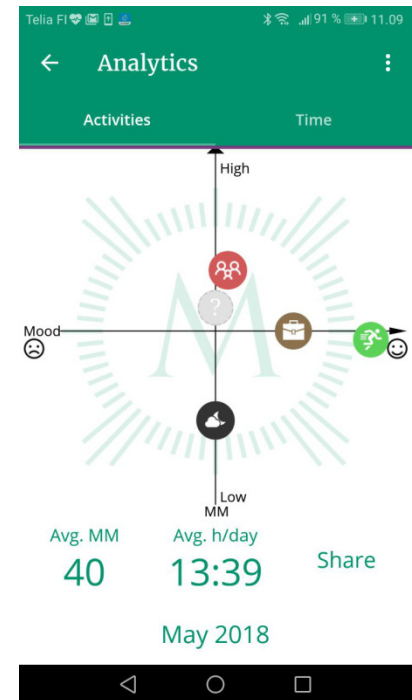 Telia FI 91 % 11.09
Analytics
Activities Time
High
?
M
Mood
Low
MM
Avg. MM Avg. h/day
40 13:39 Share
May 2018